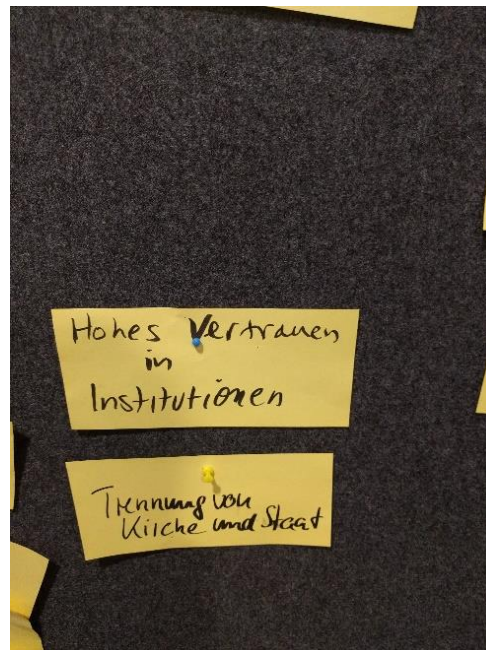 Hohes Vertrauen
in
Institutionen
Trennung von
Kirche und Staat